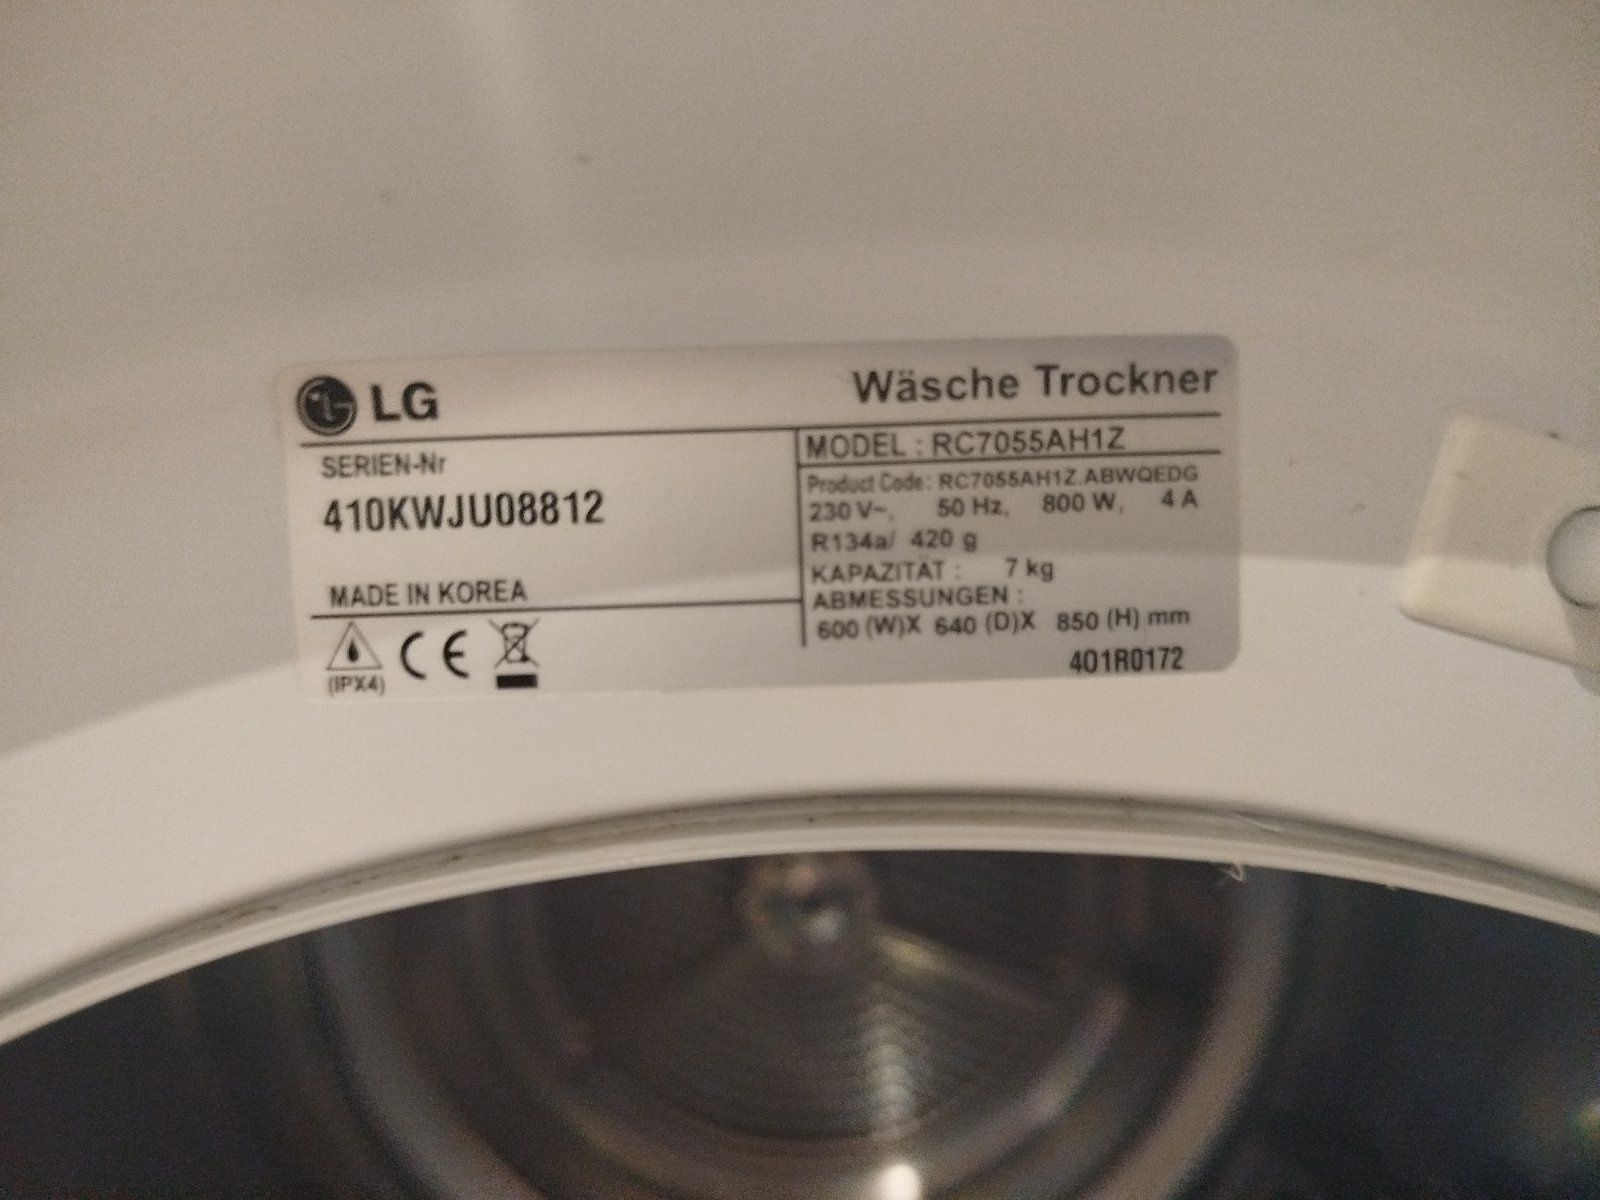 LG
Wäsche Trockner
SERIEN-Nr
410KWJU08812
MADE IN KOREA
(IPX4)
CE
MODEL : RC7055AH1Z
Product Code: RC7055AH1Z.ABWQEDG
230 V~, 50 Hz, 800 W, 4 A
R134a/ 420 g
KAPAZITÄT : 7 kg
ABMESSUNGEN :
600 (W)X 640 (D)X 850 (H) mm
401R0172